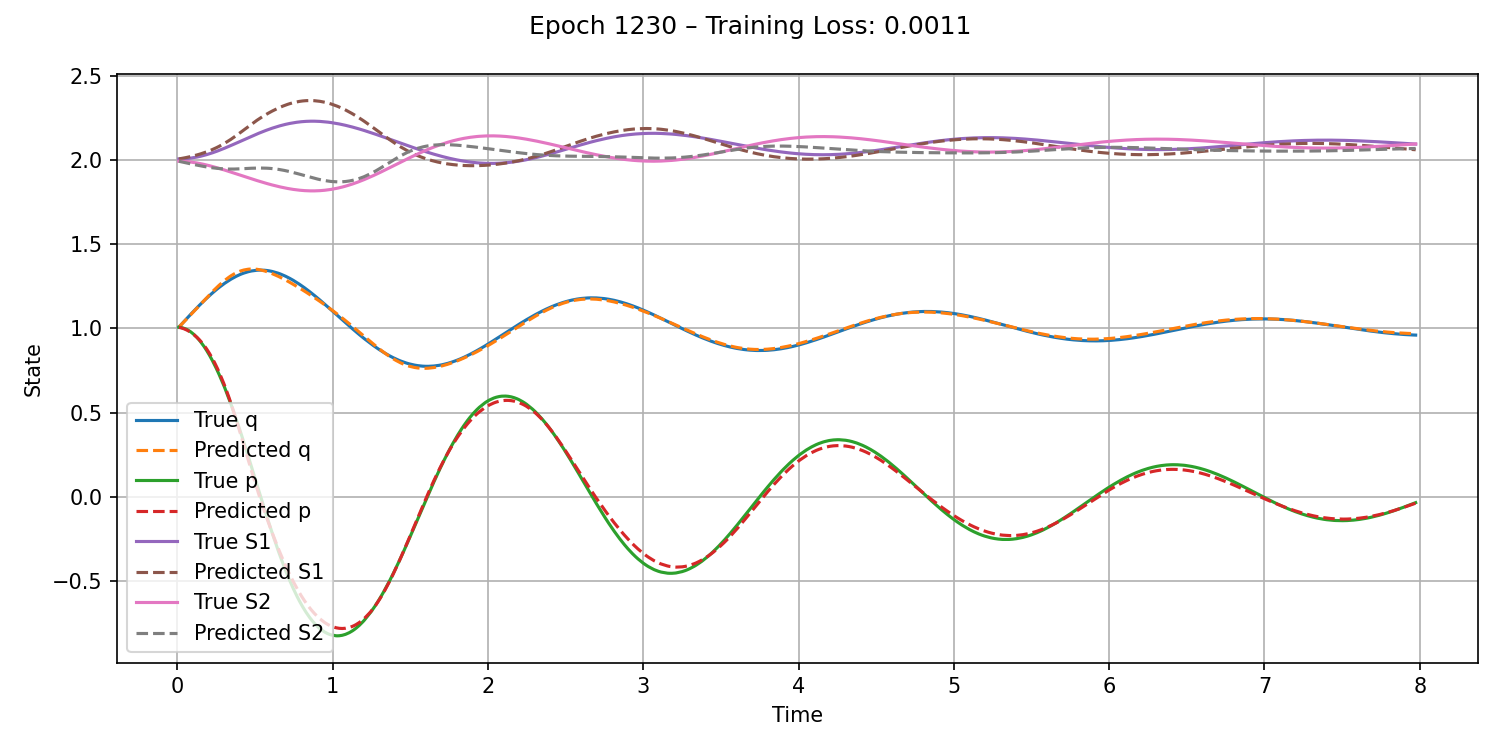 Epoch 1230 – Training Loss: 0.0011
State
2.5
2.0
1.5
1.0
0.5
0.0
−0.5
True q
Predicted q
True p
Predicted p
True S1
Predicted S1
True S2
Predicted S2
0 1 2 3 4 5 6 7 8
Time